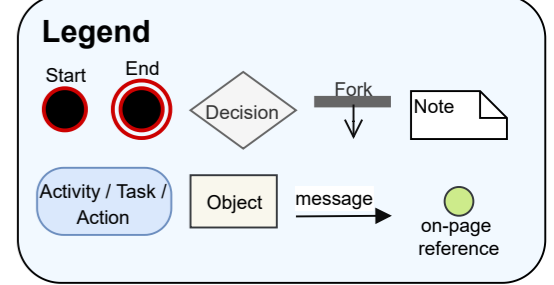 Legend
Start
End
Decision
Fork
Note
Activity / Task /
Action
Object
message
on-page
reference